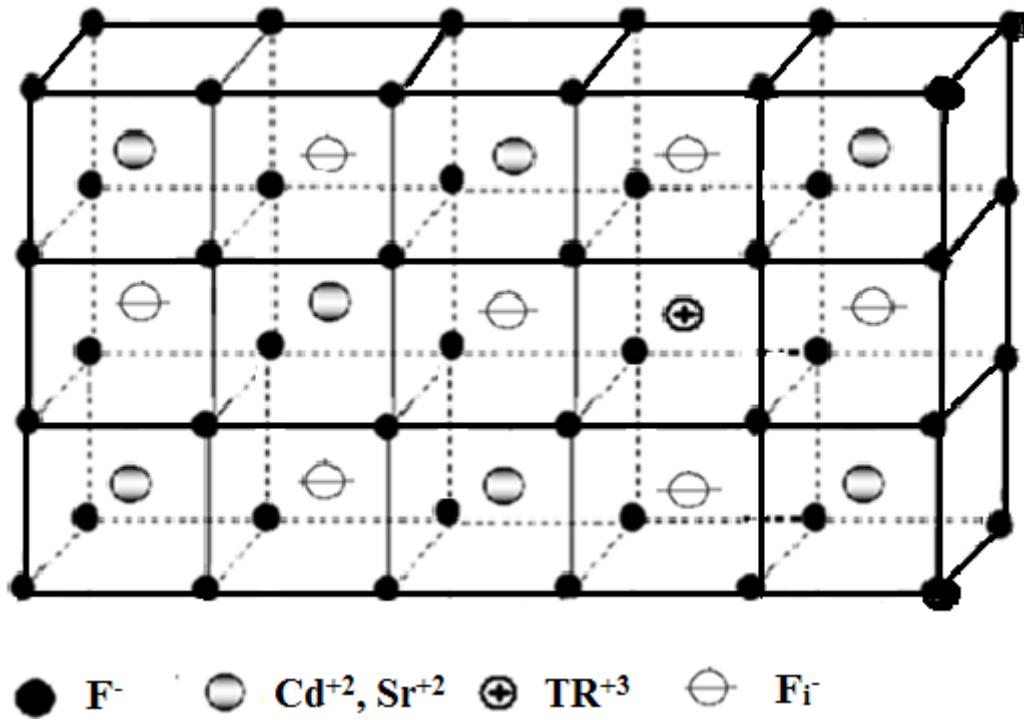 F⁻ Cd⁺², Sr⁺² TR⁺³ Fᵢ⁻